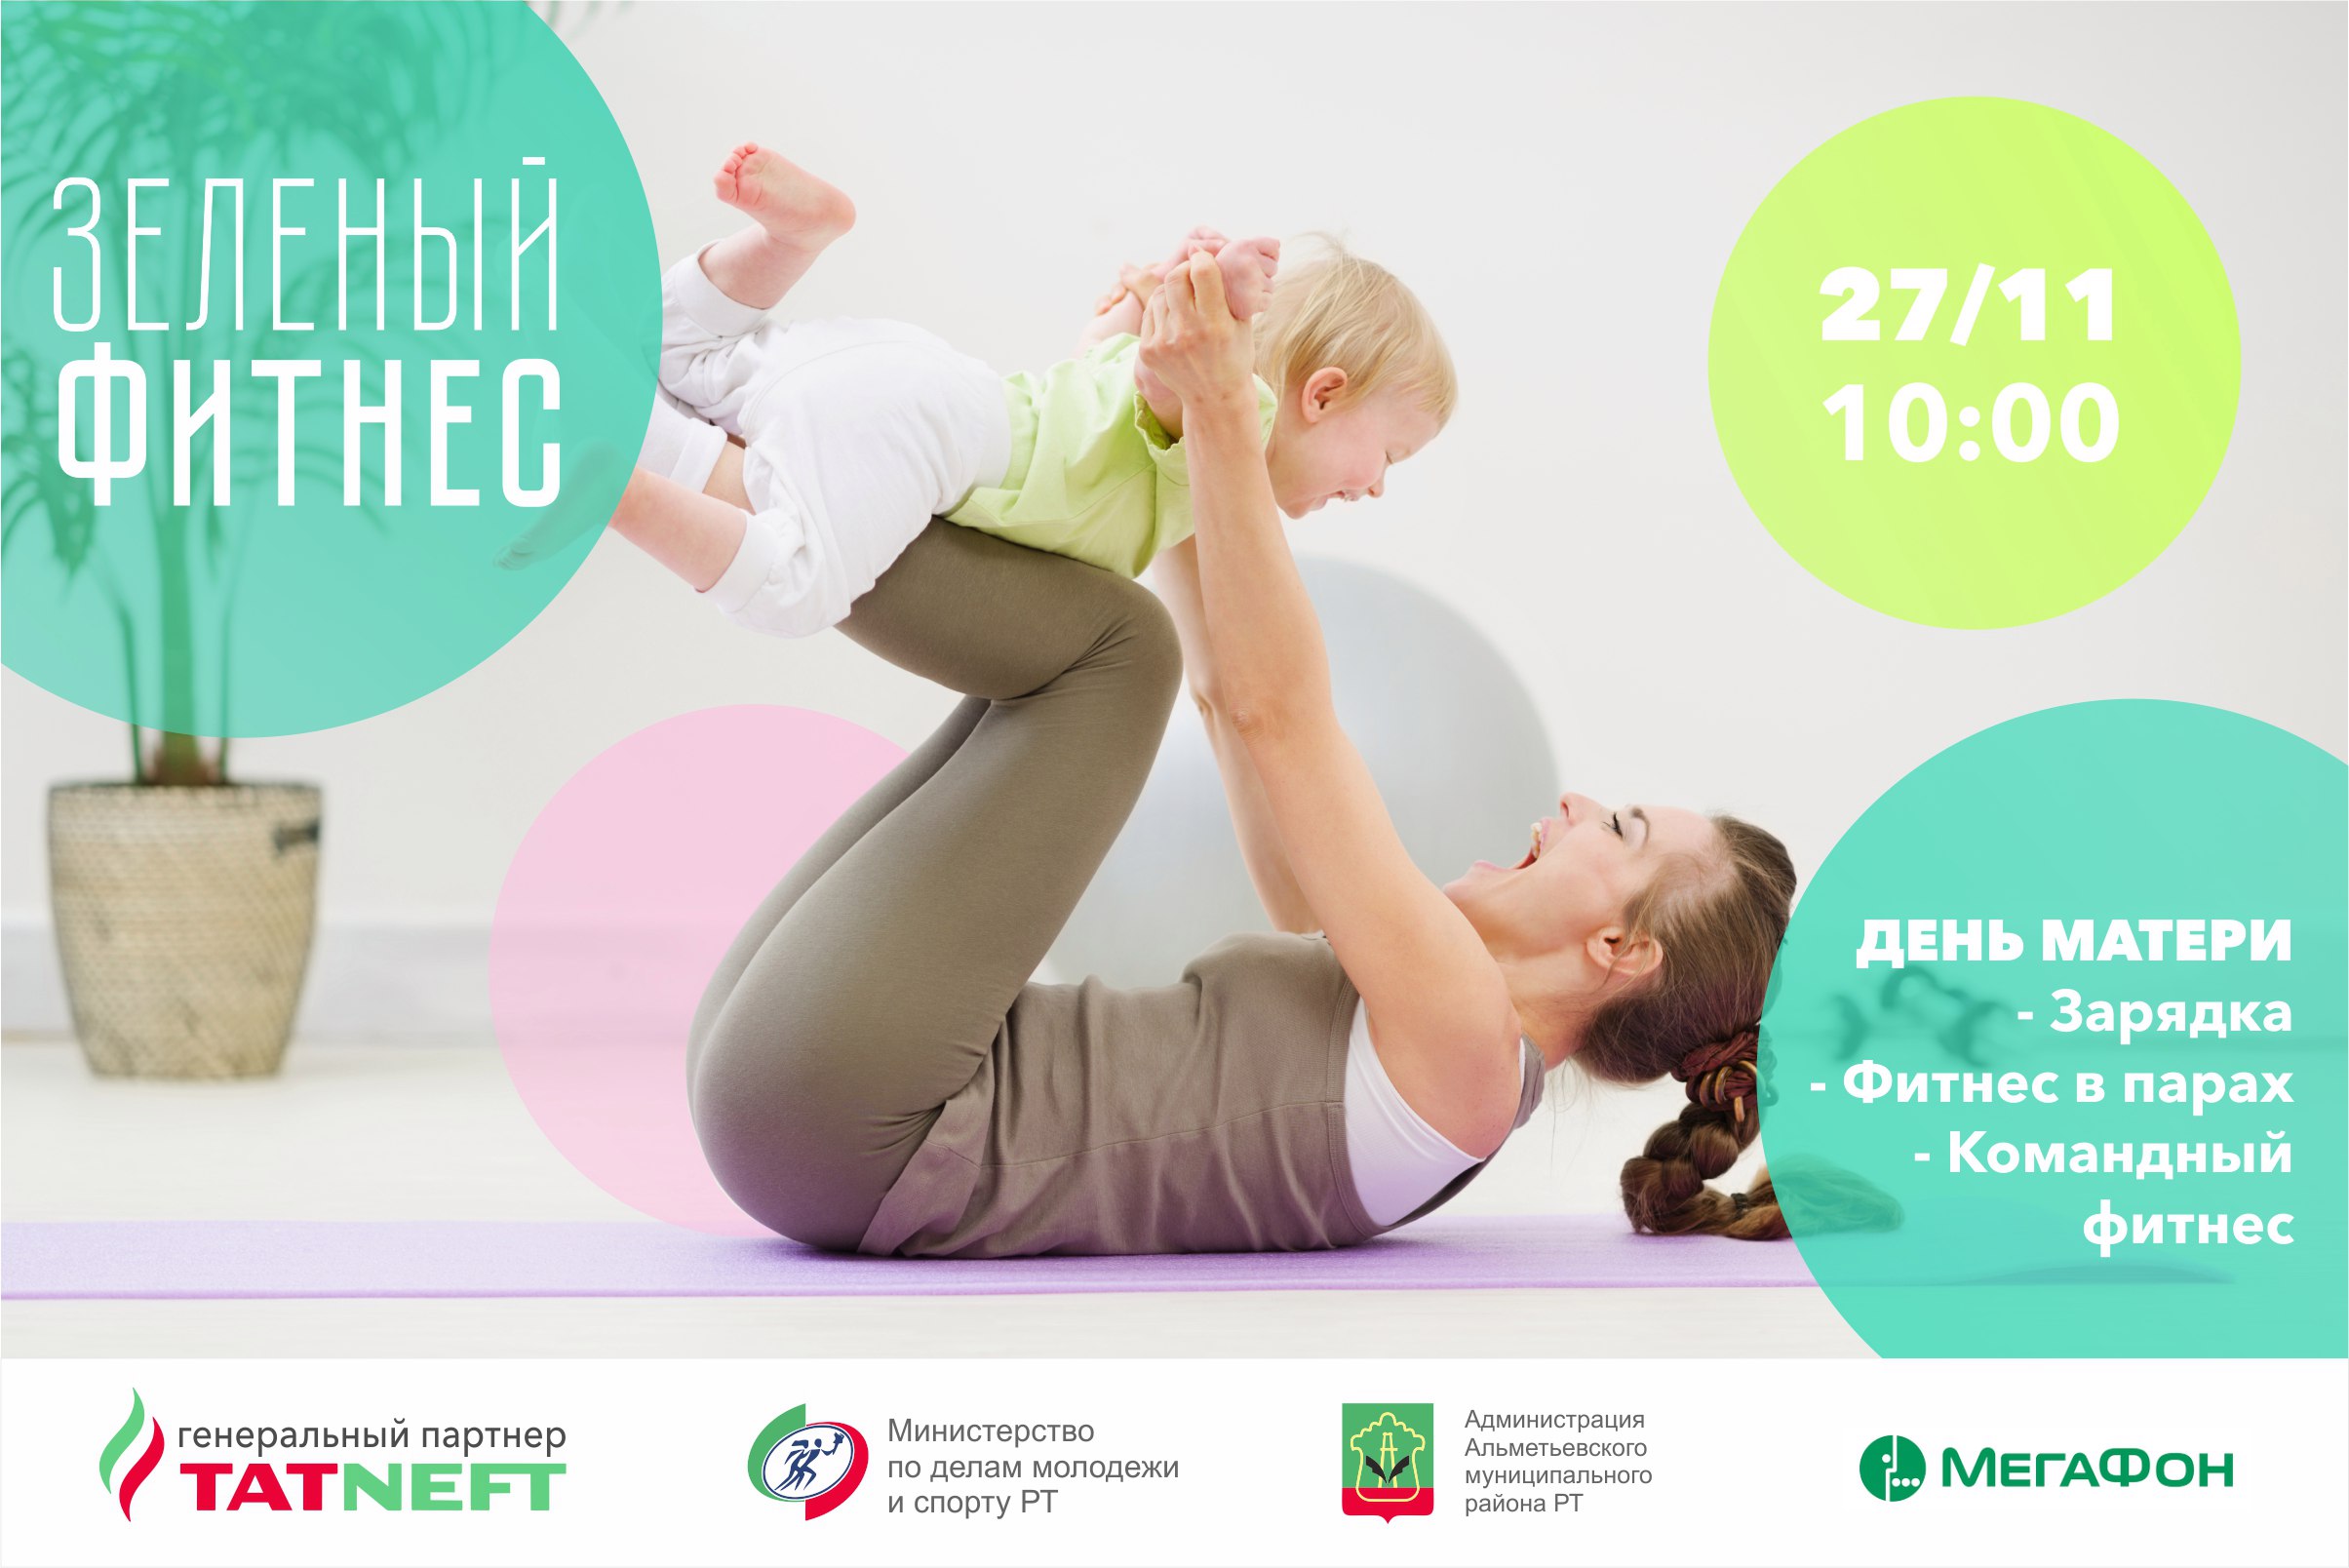 ЗЕЛЕНЫЙ
ФИТНЕС
27/11
10:00
ДЕНЬ МАТЕРИ
- Зарядка
- Фитнес в парах
- Командный
фитнес
генеральный партнер
TATNEFT
Министерство
по делам молодежи
и спорту РТ
Администрация
Альметьевского
муниципального
района РТ
МЕГАФОН